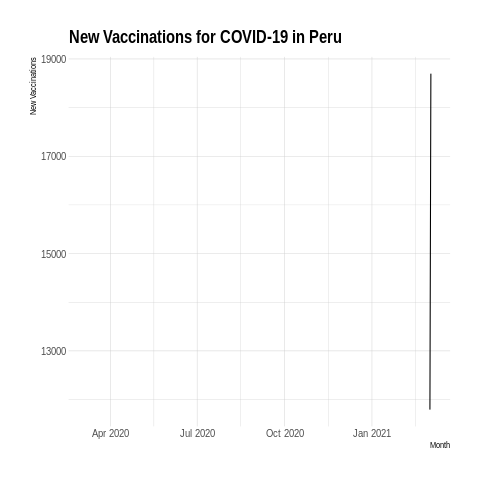 New Vaccinations for COVID-19 in Peru
New Vaccinations
19000
17000
15000
13000
Apr 2020 Jul 2020 Oct 2020 Jan 2021
Month